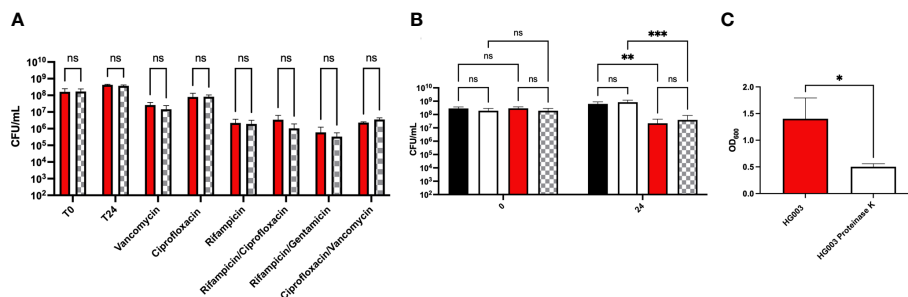 A
ns ns ns ns ns ns ns ns
10¹⁰
10⁹
10⁸
10⁷
10⁶
10⁵
10⁴
10³
10²
CFU/mL
T0
T24
Vancomycin
Ciprofloxacin
Rifampicin
Rifampicin/Ciprofloxacin
Rifampicin/Gentamicin
Ciprofloxacin/Vancomycin
B
ns
***
ns
**
ns ns ns ns
10¹⁰
10⁹
10⁸
10⁷
10⁶
10⁵
10⁴
10³
10²
CFU/mL
0 24
C
*
2.0
1.5
1.0
0.5
0.0
OD₆₀₀
HG003
HG003 Proteinase K